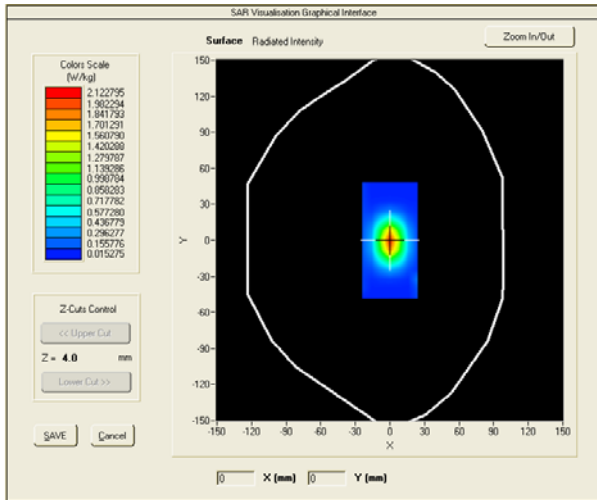 SAR Visualisation Graphical Interface
Surface Radiated Intensity
Zoom In/Out
Colors Scale
(W/kg)
2.122795
1.982294
1.841793
1.701291
1.560790
1.420288
1.279787
1.139286
0.998784
0.858283
0.717782
0.577280
0.436779
0.296277
0.155776
0.015275
Z-Cuts Control
<< Upper Cut
Z = 4.0 mm
Lower Cut >>
SAVE Cancel
150
120
90
60
30
0
-30
-60
-90
-120
-150
Y
-150 -120 -90 -60 -30 0 30 60 90 120 150
X
0 X (mm) 0 Y (mm)